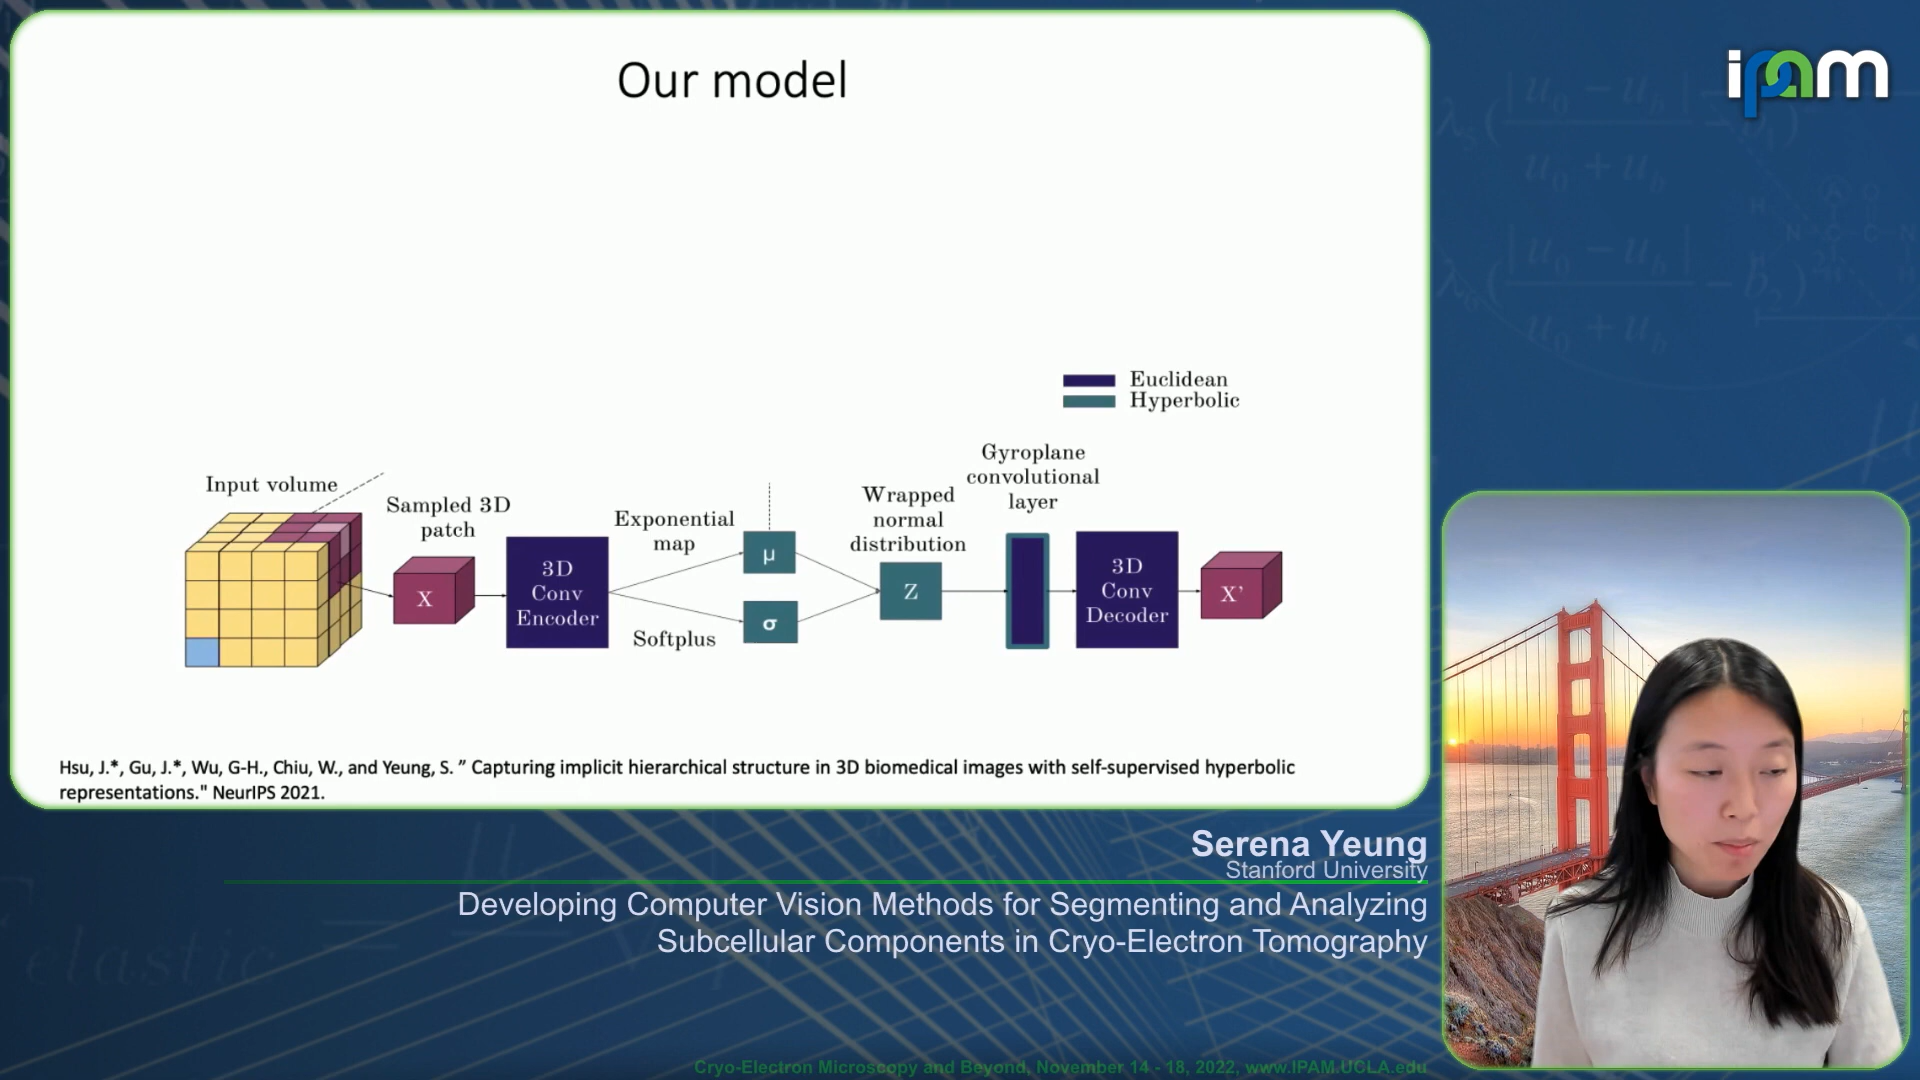 Our model
ipam
Euclidean
Hyperbolic
Input volume
Sampled 3D
patch
X
3D
Conv
Encoder
Exponential
map
Softplus
μ
σ
Wrapped
normal
distribution
Z
Gyroplane
convolutional
layer
3D
Conv
Decoder
X'
Hsu, J.*, Gu, J.*, Wu, G-H., Chiu, W., and Yeung, S. ” Capturing implicit hierarchical structure in 3D biomedical images with self-supervised hyperbolic
representations." NeurIPS 2021.
Serena Yeung
Stanford University
Developing Computer Vision Methods for Segmenting and Analyzing
Subcellular Components in Cryo-Electron Tomography
Cryo-Electron Microscopy and Beyond, November 14 - 18, 2022, www.IPAM.UCLA.edu
elastic